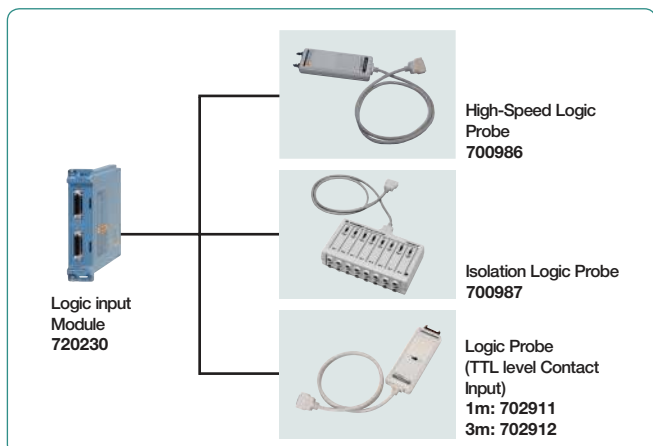 High-Speed Logic
Probe
700986
Logic input
Module
720230
Isolation Logic Probe
700987
Logic Probe
(TTL level Contact
Input)
1m: 702911
3m: 702912